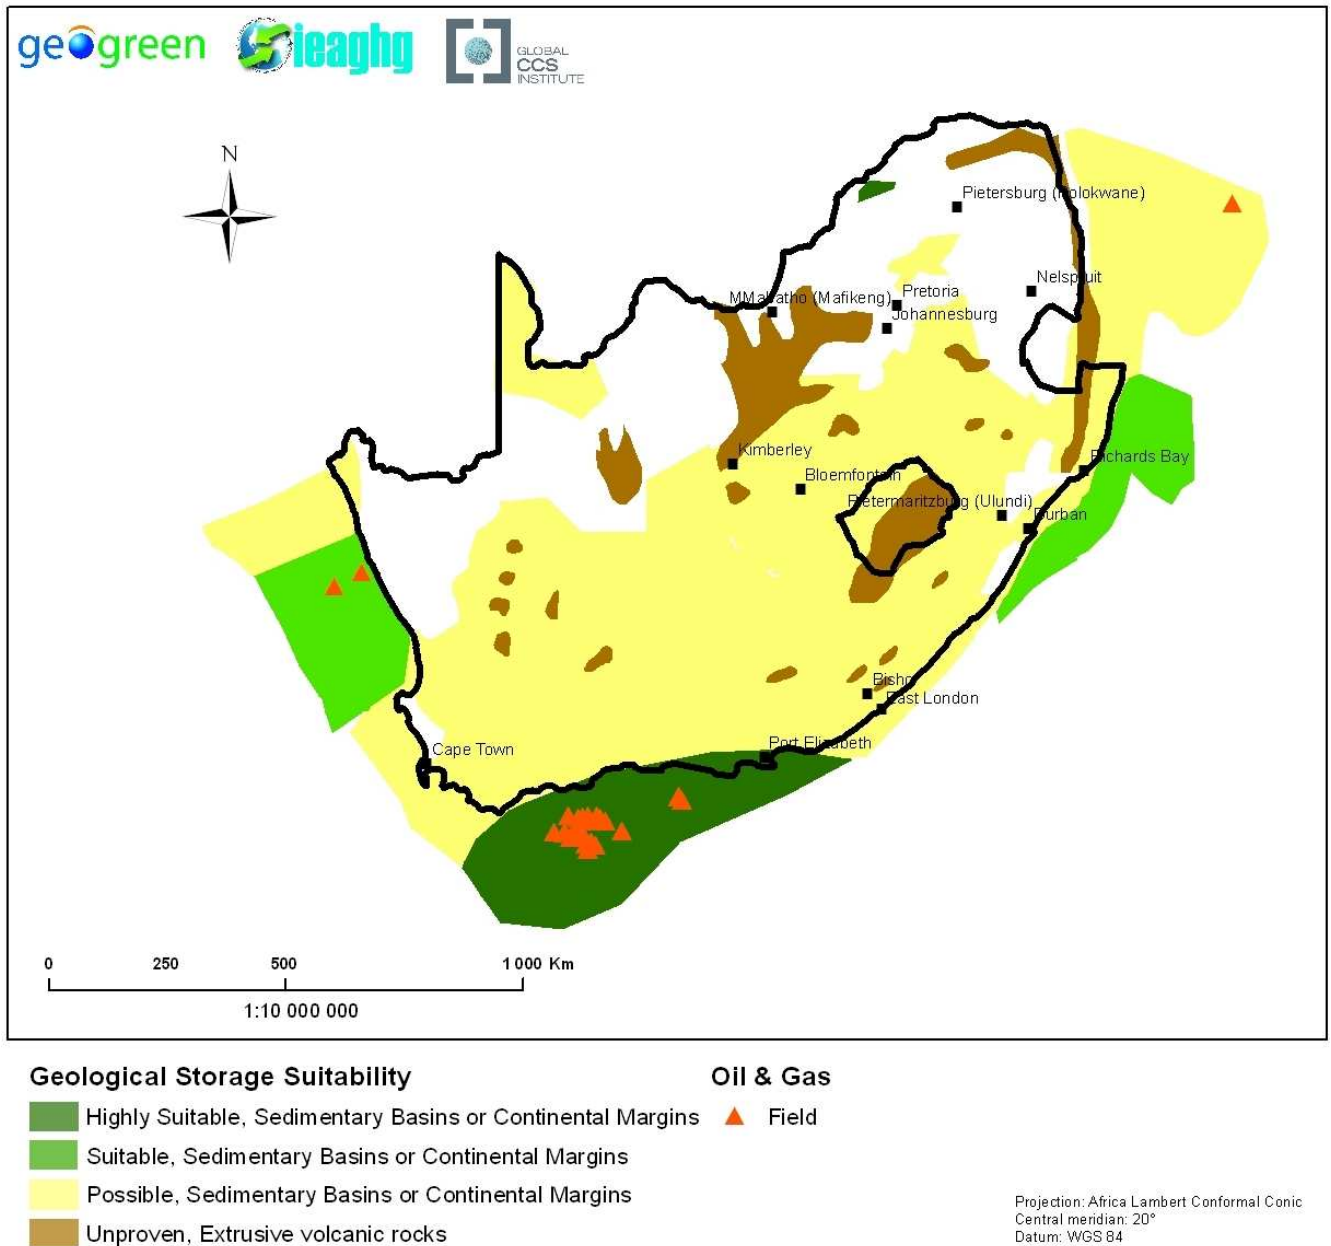 geogreen
ieaghg
GLOBAL
CCS
INSTITUTE
N
Pietersburg (Polokwane)
Nelspruit
MMabatho (Mafikeng)
Pretoria
Johannesburg
Kimberley
Richards Bay
Bloemfontein
Pietermaritzburg (Ulundi)
Durban
Bisho
East London
Port Elizabeth
Cape Town
0 250 500 1 000 Km
1:10 000 000
Geological Storage Suitability
Highly Suitable, Sedimentary Basins or Continental Margins
Suitable, Sedimentary Basins or Continental Margins
Possible, Sedimentary Basins or Continental Margins
Unproven, Extrusive volcanic rocks
Oil & Gas
Field
Projection: Africa Lambert Conformal Conic
Central meridian: 20°
Datum: WGS 84